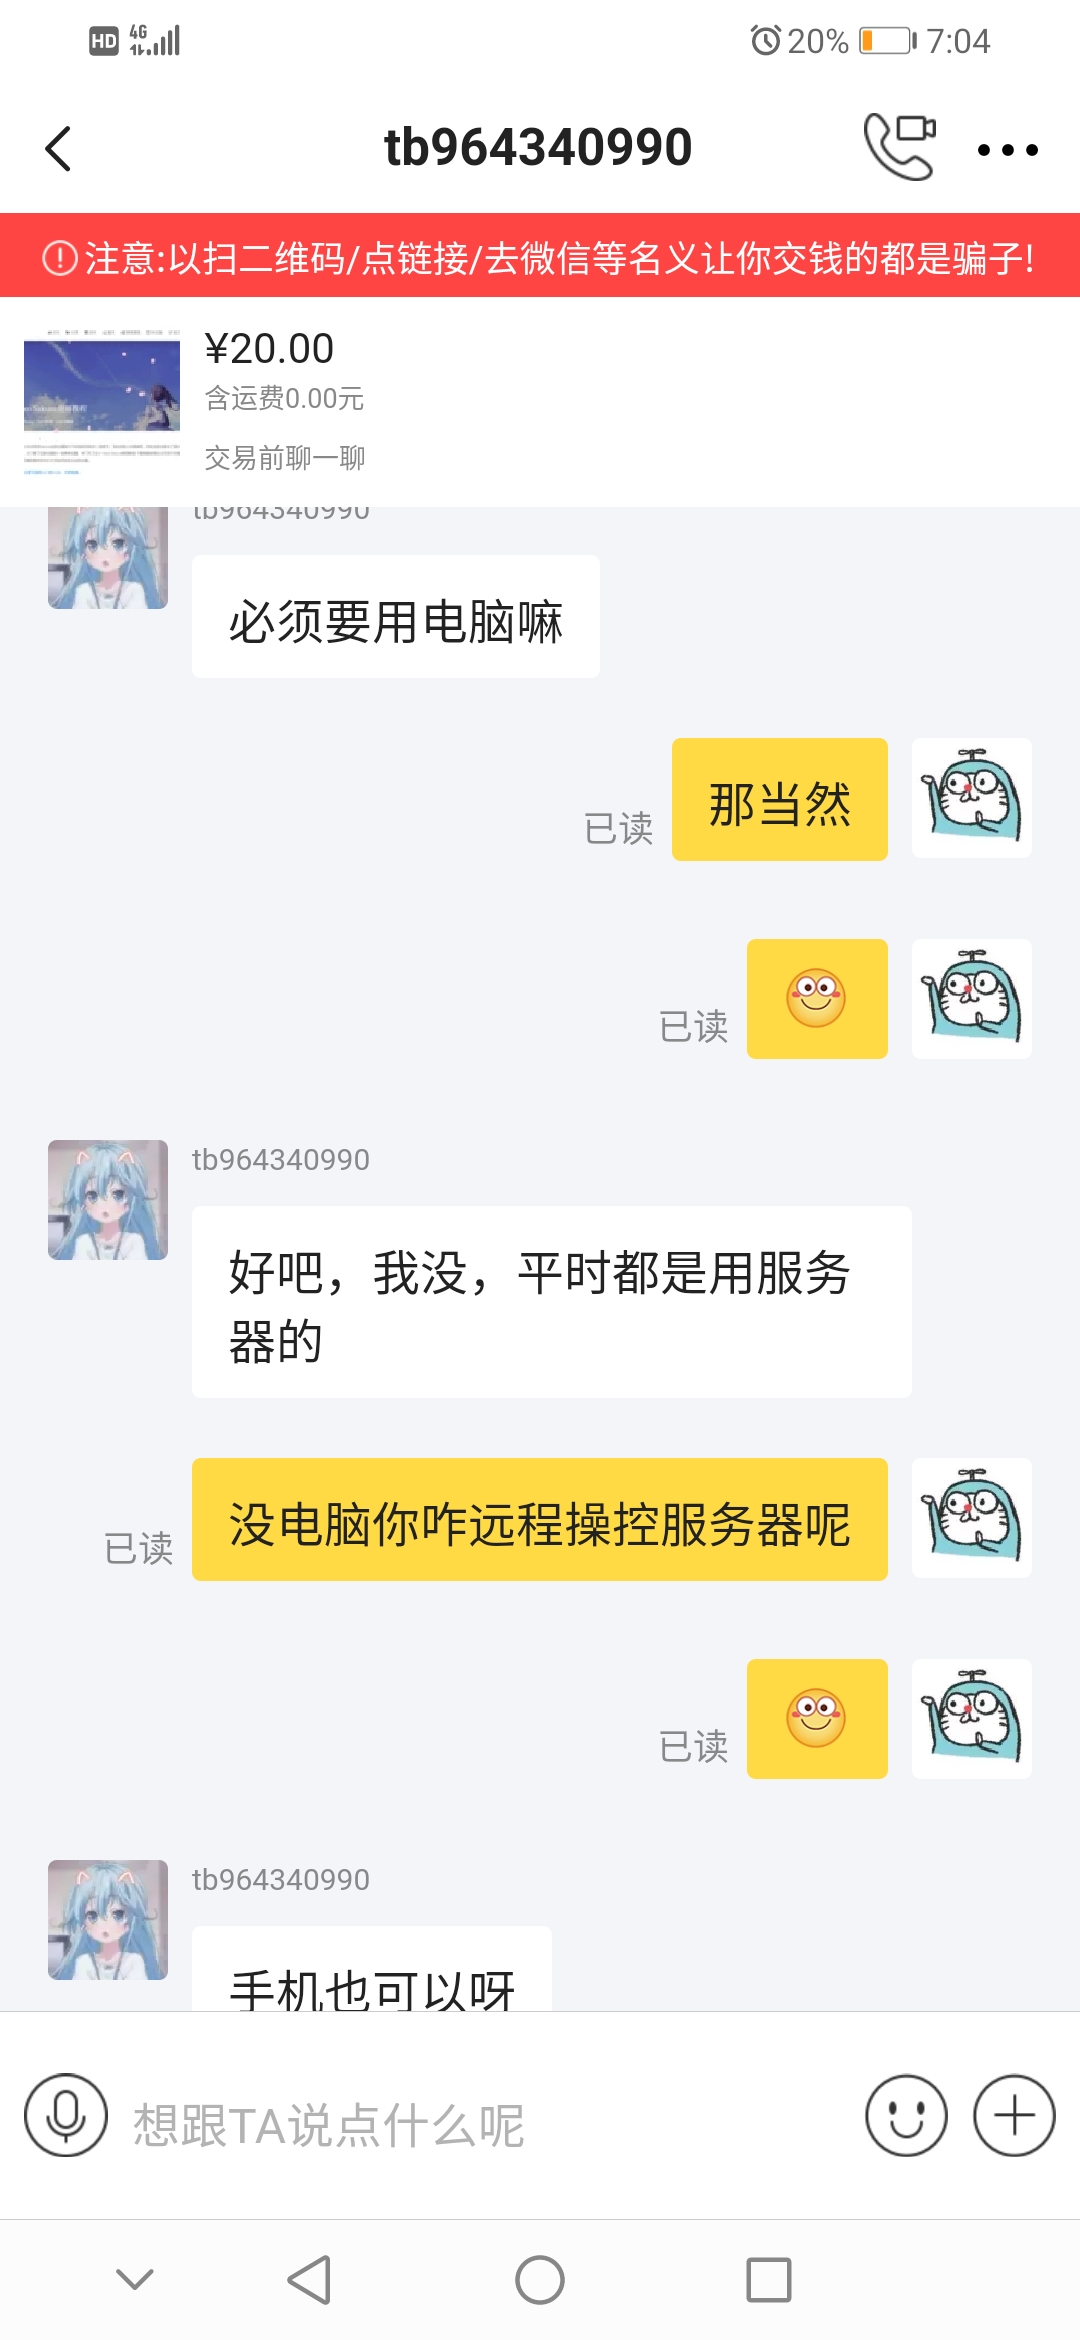 HD 4G 20% 7:04
tb964340990
注意:以扫二维码/点链接/去微信等名义让你交钱的都是骗子!
¥20.00
含运费0.00元
交易前聊一聊
tb964340990
必须要用电脑嘛
那当然
已读
已读
tb964340990
好吧，我没，平时都是用服务
器的
没电脑你咋远程操控服务器呢
已读
已读
tb964340990
手机也可以呀
想跟TA说点什么呢